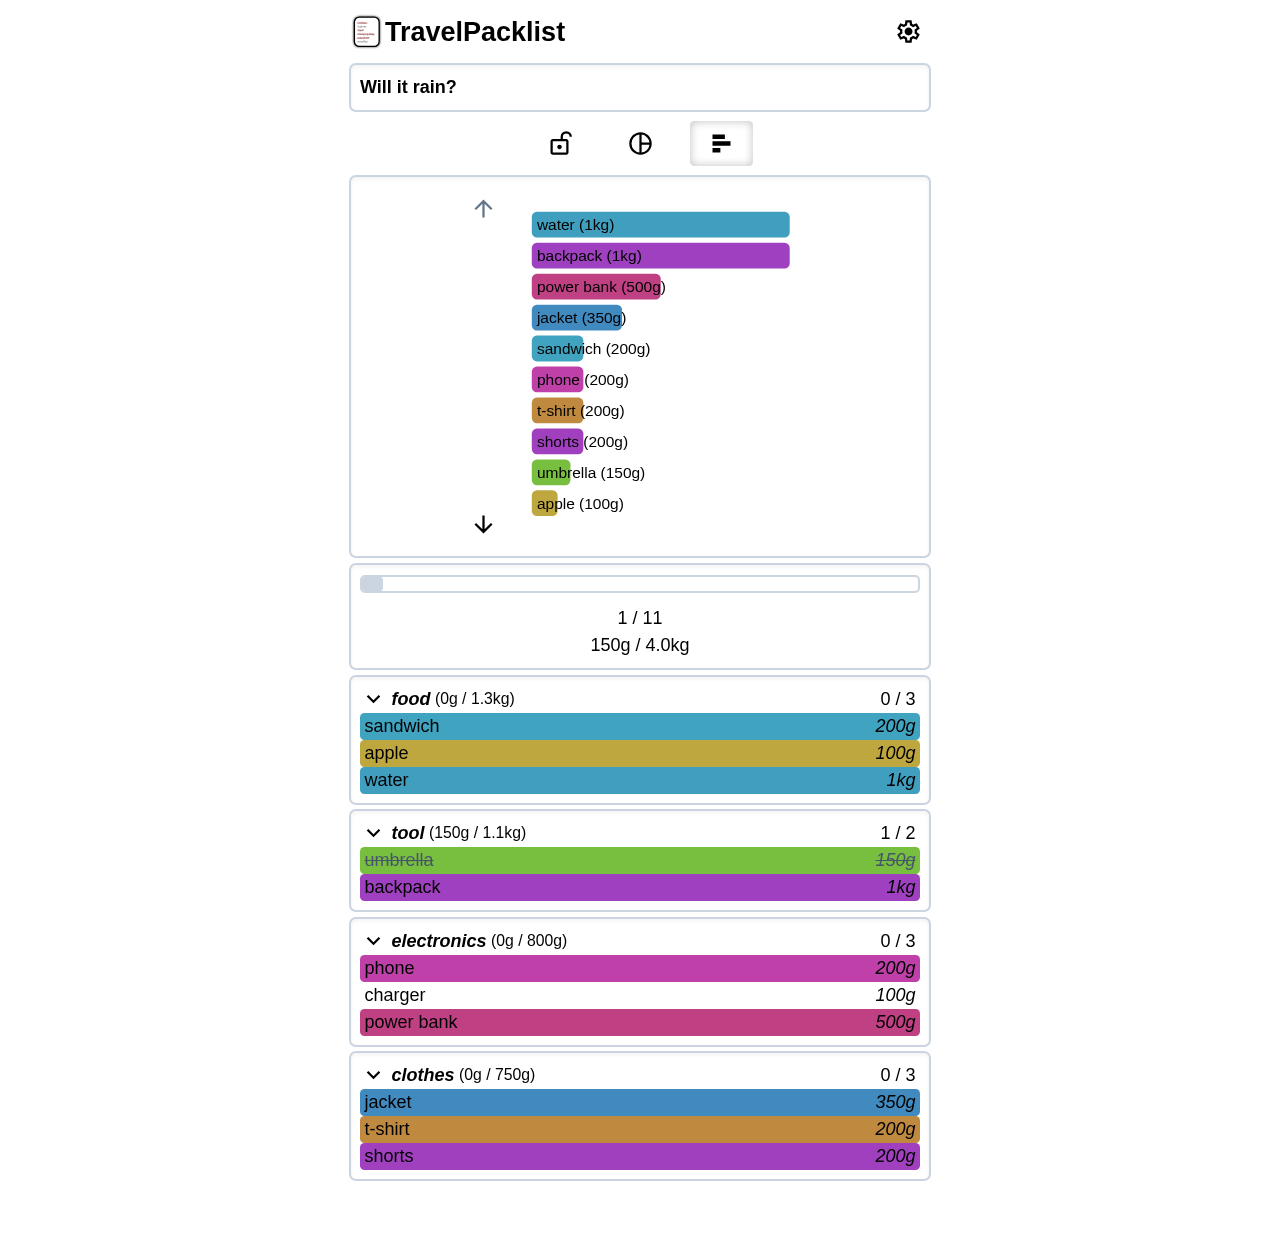 TravelPacklist
Will it rain?
water (1kg)
backpack (1kg)
power bank (500g)
jacket (350g)
sandwich (200g)
phone (200g)
t-shirt (200g)
shorts (200g)
umbrella (150g)
apple (100g)
1 / 11
150g / 4.0kg
food (0g / 1.3kg) 0 / 3
sandwich 200g
apple 100g
water 1kg
tool (150g / 1.1kg) 1 / 2
umbrella 150g
backpack 1kg
electronics (0g / 800g) 0 / 3
phone 200g
charger 100g
power bank 500g
clothes (0g / 750g) 0 / 3
jacket 350g
t-shirt 200g
shorts 200g